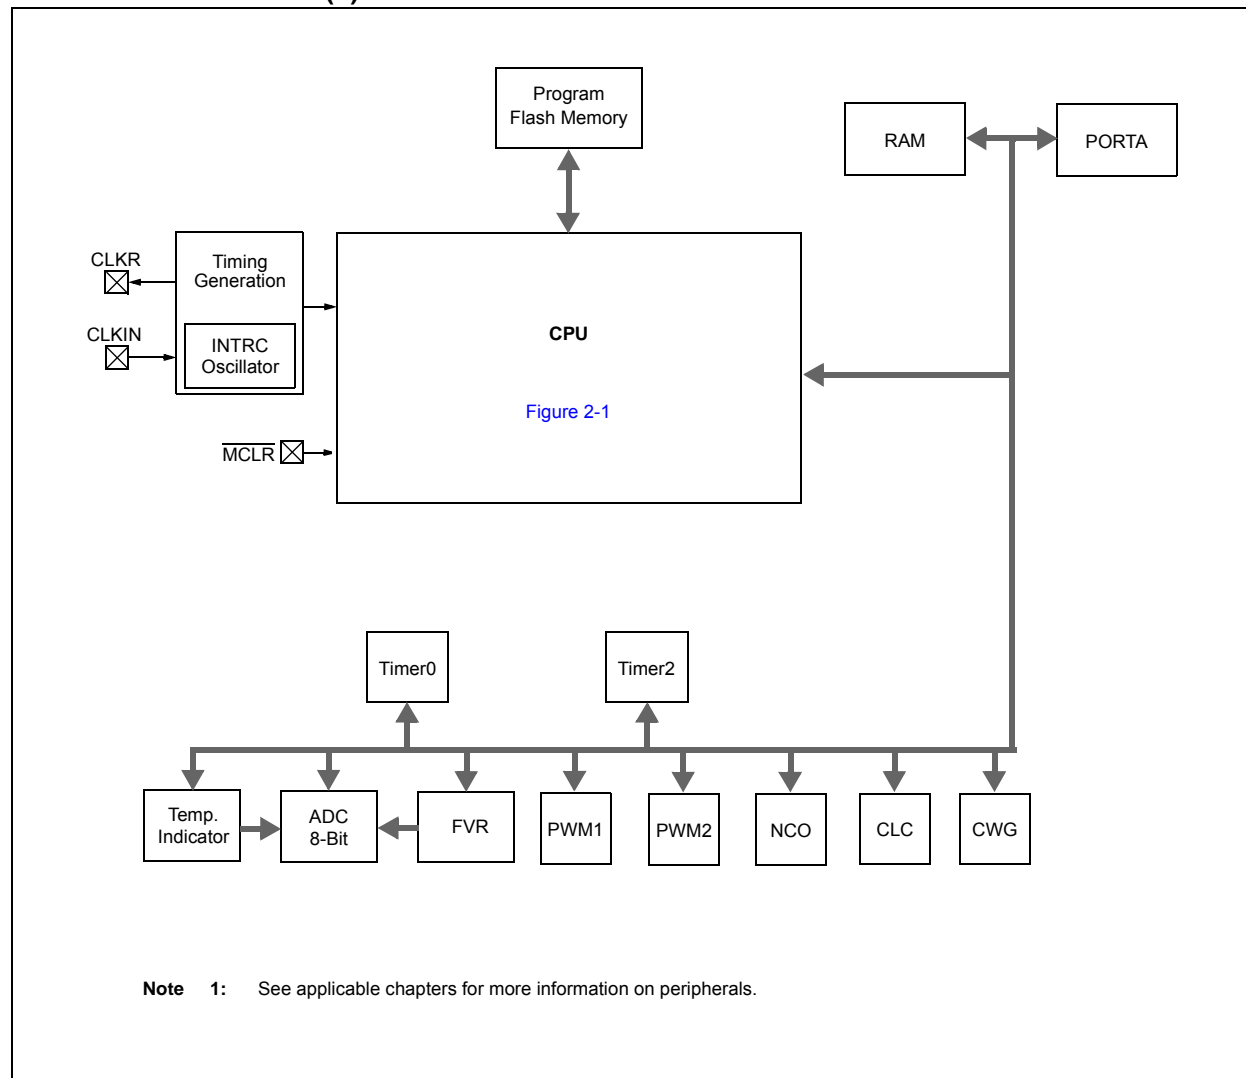 Program
Flash Memory
RAM
PORTA
CLKR
Timing
Generation
CLKIN
INTRC
Oscillator
CPU
Figure 2-1
MCLR
Timer0
Timer2
Temp.
Indicator
ADC
8-Bit
FVR
PWM1
PWM2
NCO
CLC
CWG
Note 1: See applicable chapters for more information on peripherals.